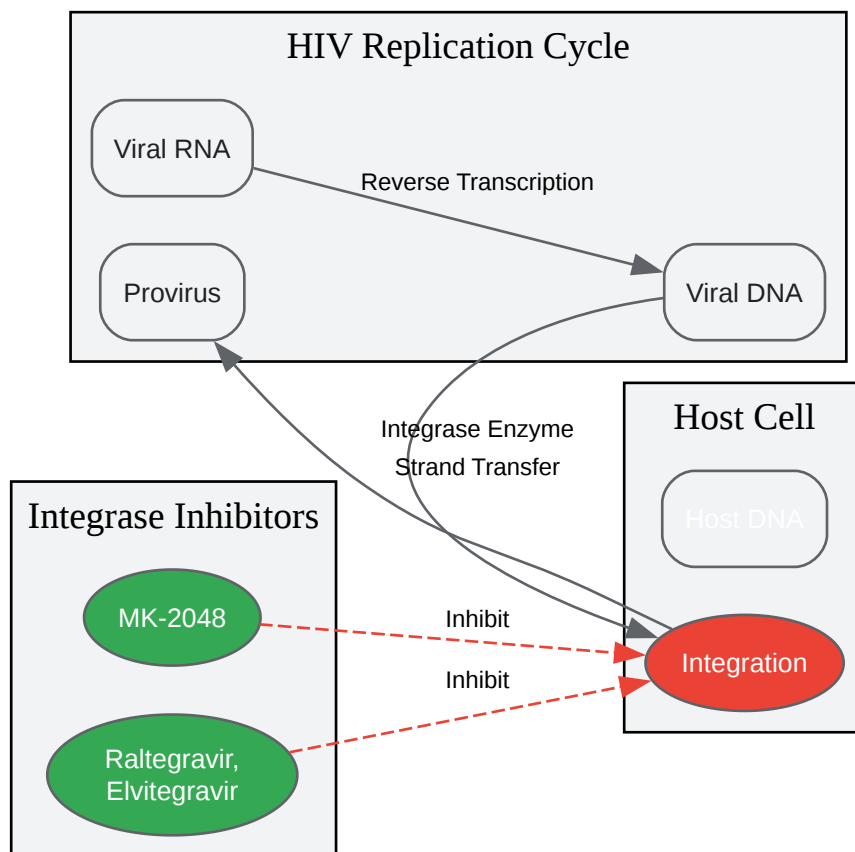 HIV Replication Cycle
Viral RNA
Reverse Transcription
Provirus
Viral DNA
Integrase Enzyme
Strand Transfer
Host Cell
Host DNA
Integration
Integrase Inhibitors
MK-2048
Inhibit
Inhibit
Raltegravir,
Elvitegravir